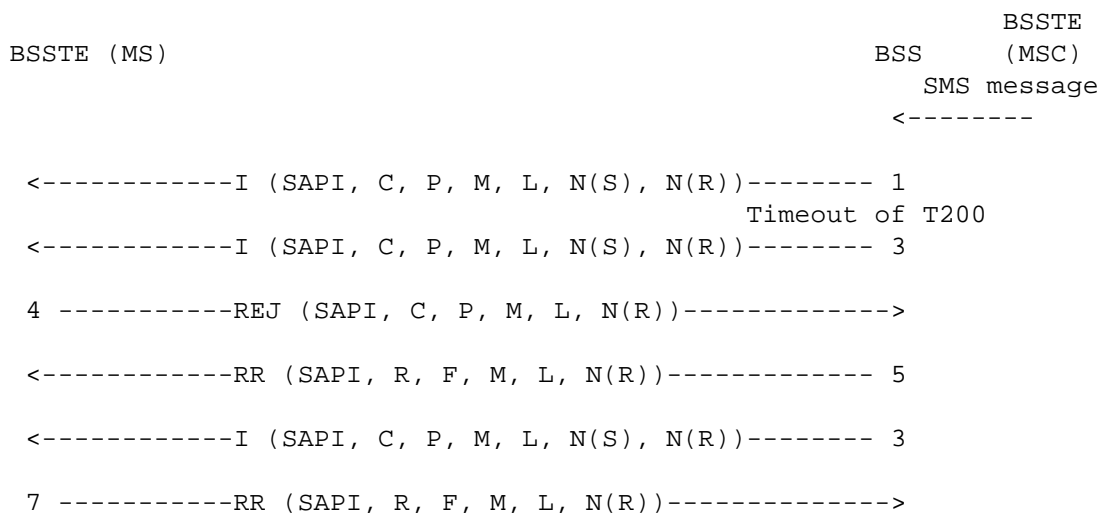 BSSTE
BSSTE (MS) BSS (MSC)
SMS message
<--------
<------------I (SAPI, C, P, M, L, N(S), N(R))-------- 1
Timeout of T200
<------------I (SAPI, C, P, M, L, N(S), N(R))-------- 3
4 -----------REJ (SAPI, C, P, M, L, N(R))------------->
<------------RR (SAPI, R, F, M, L, N(R))------------- 5
<------------I (SAPI, C, P, M, L, N(S), N(R))-------- 3
7 -----------RR (SAPI, R, F, M, L, N(R))-------------->